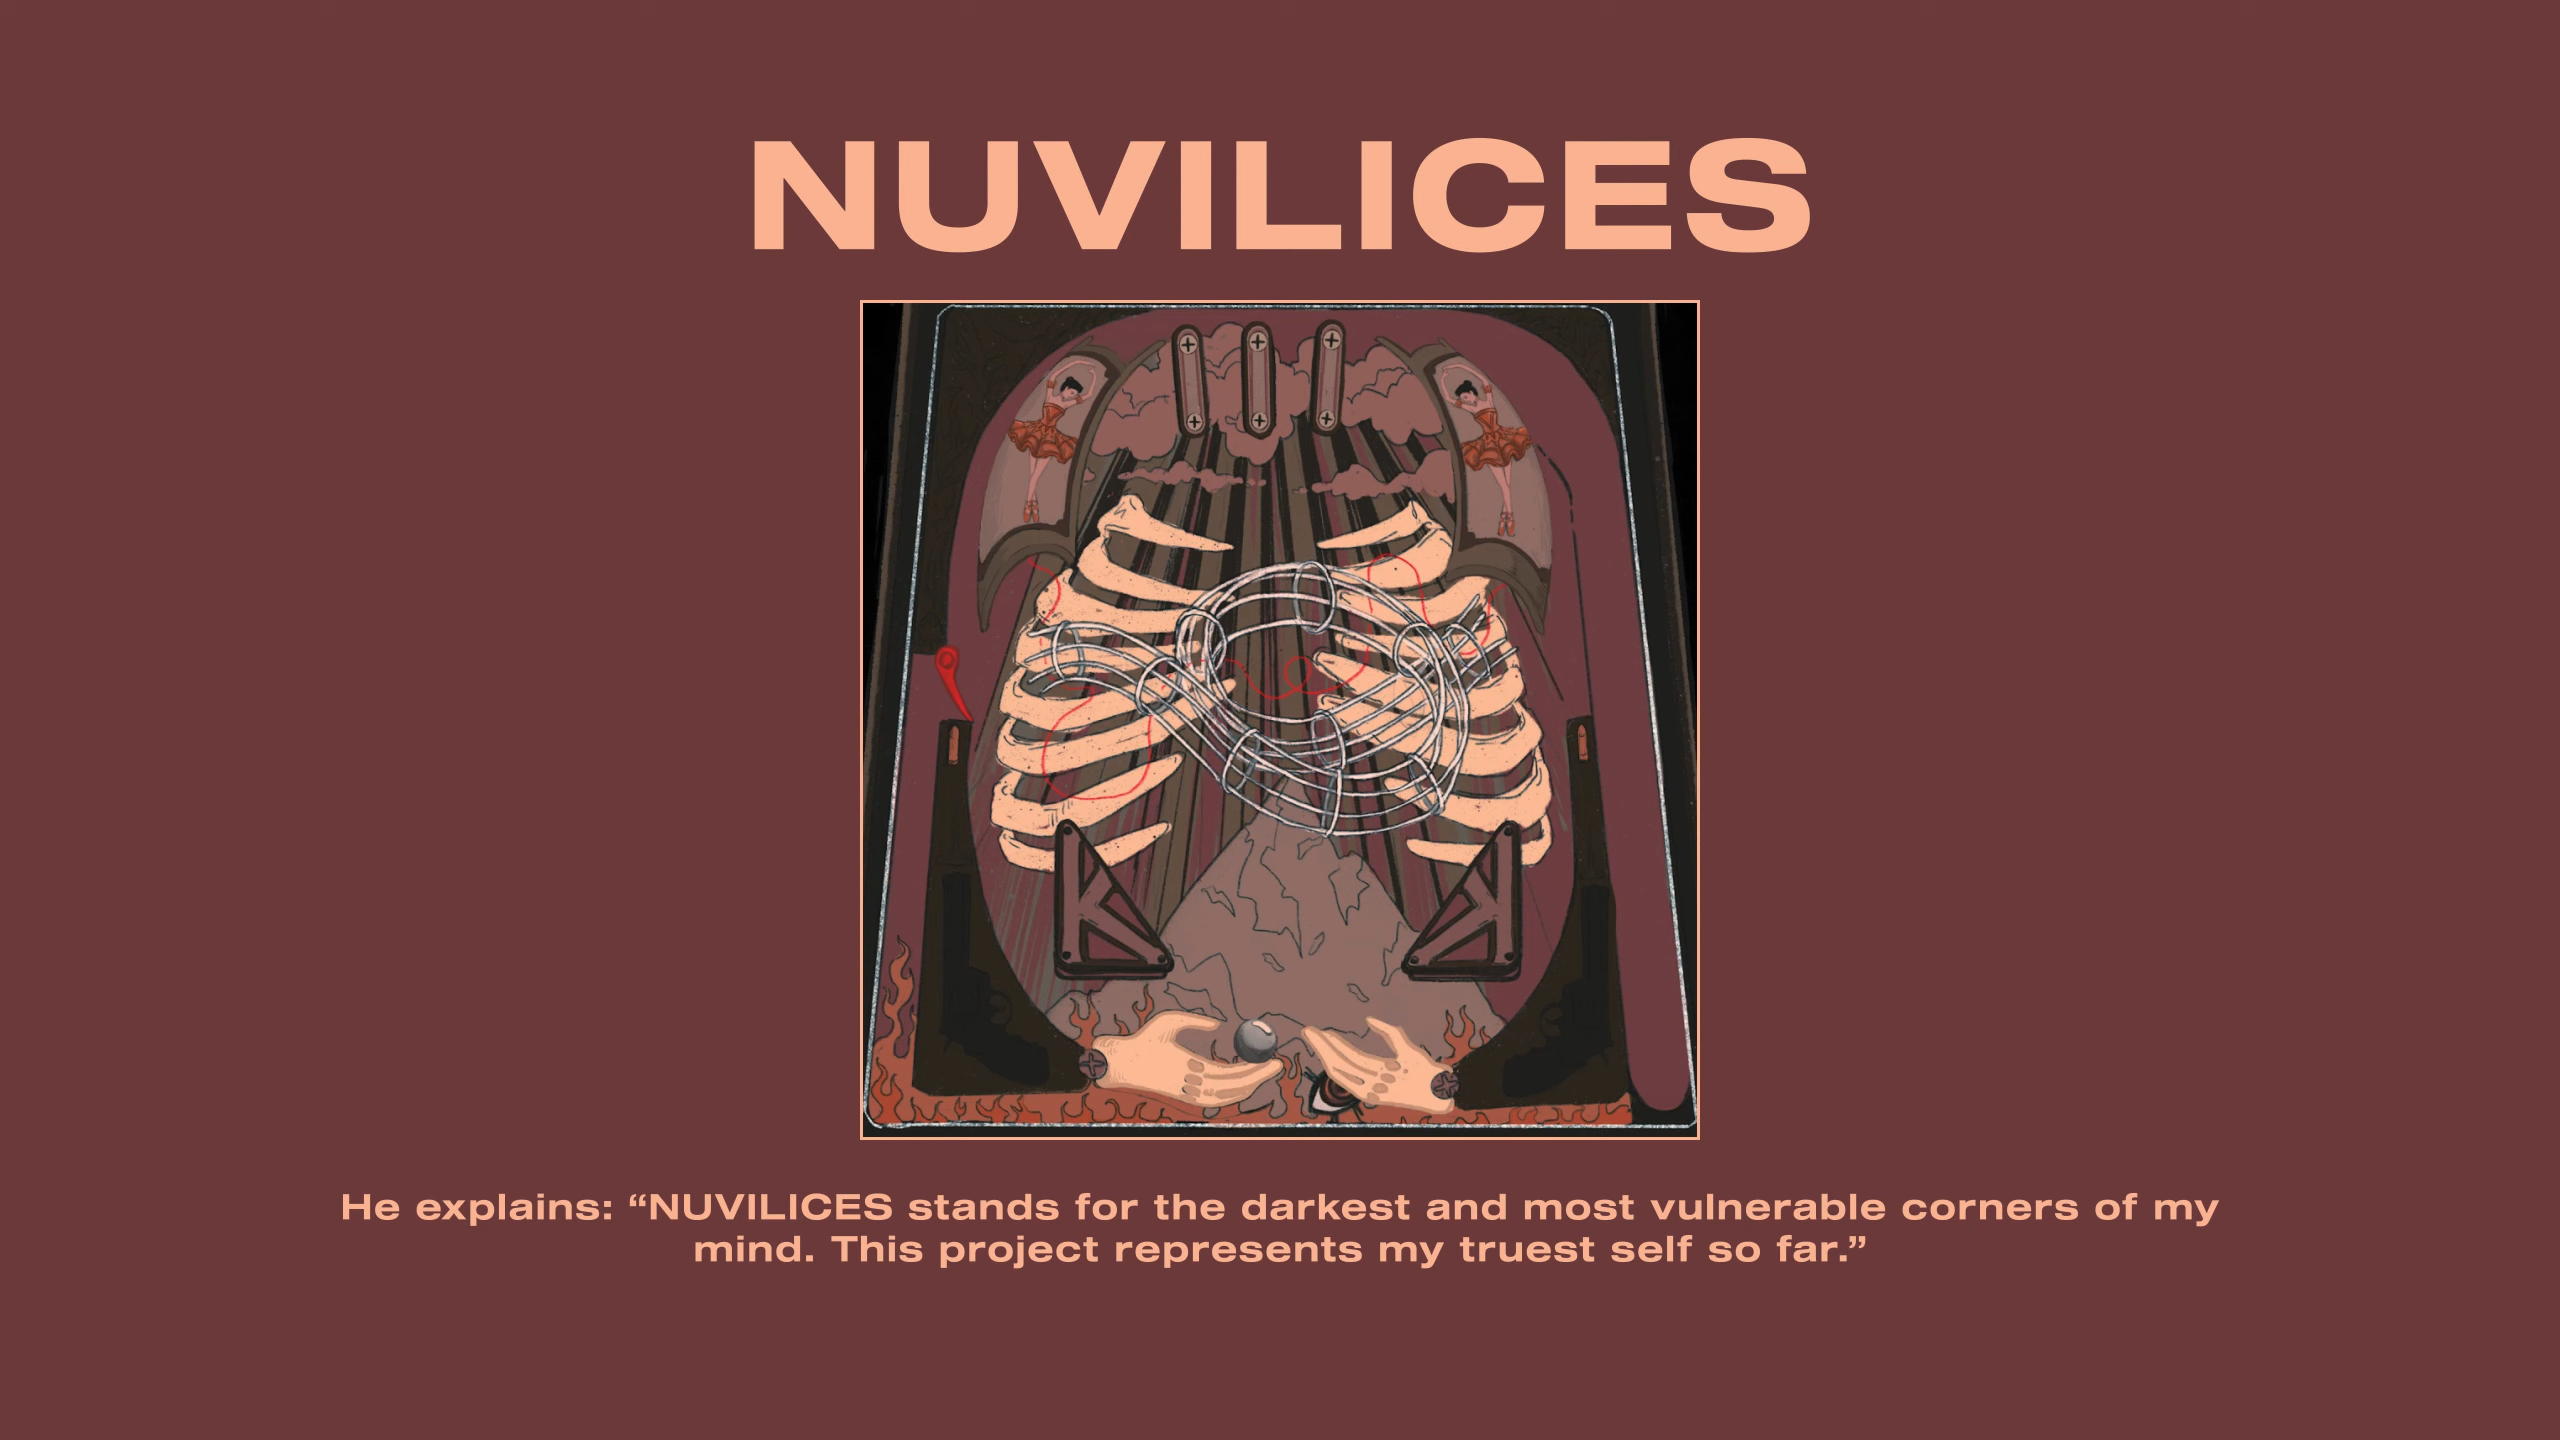 NUVILICES
He explains: “NUVILICES stands for the darkest and most vulnerable corners of my
mind. This project represents my truest self so far.”